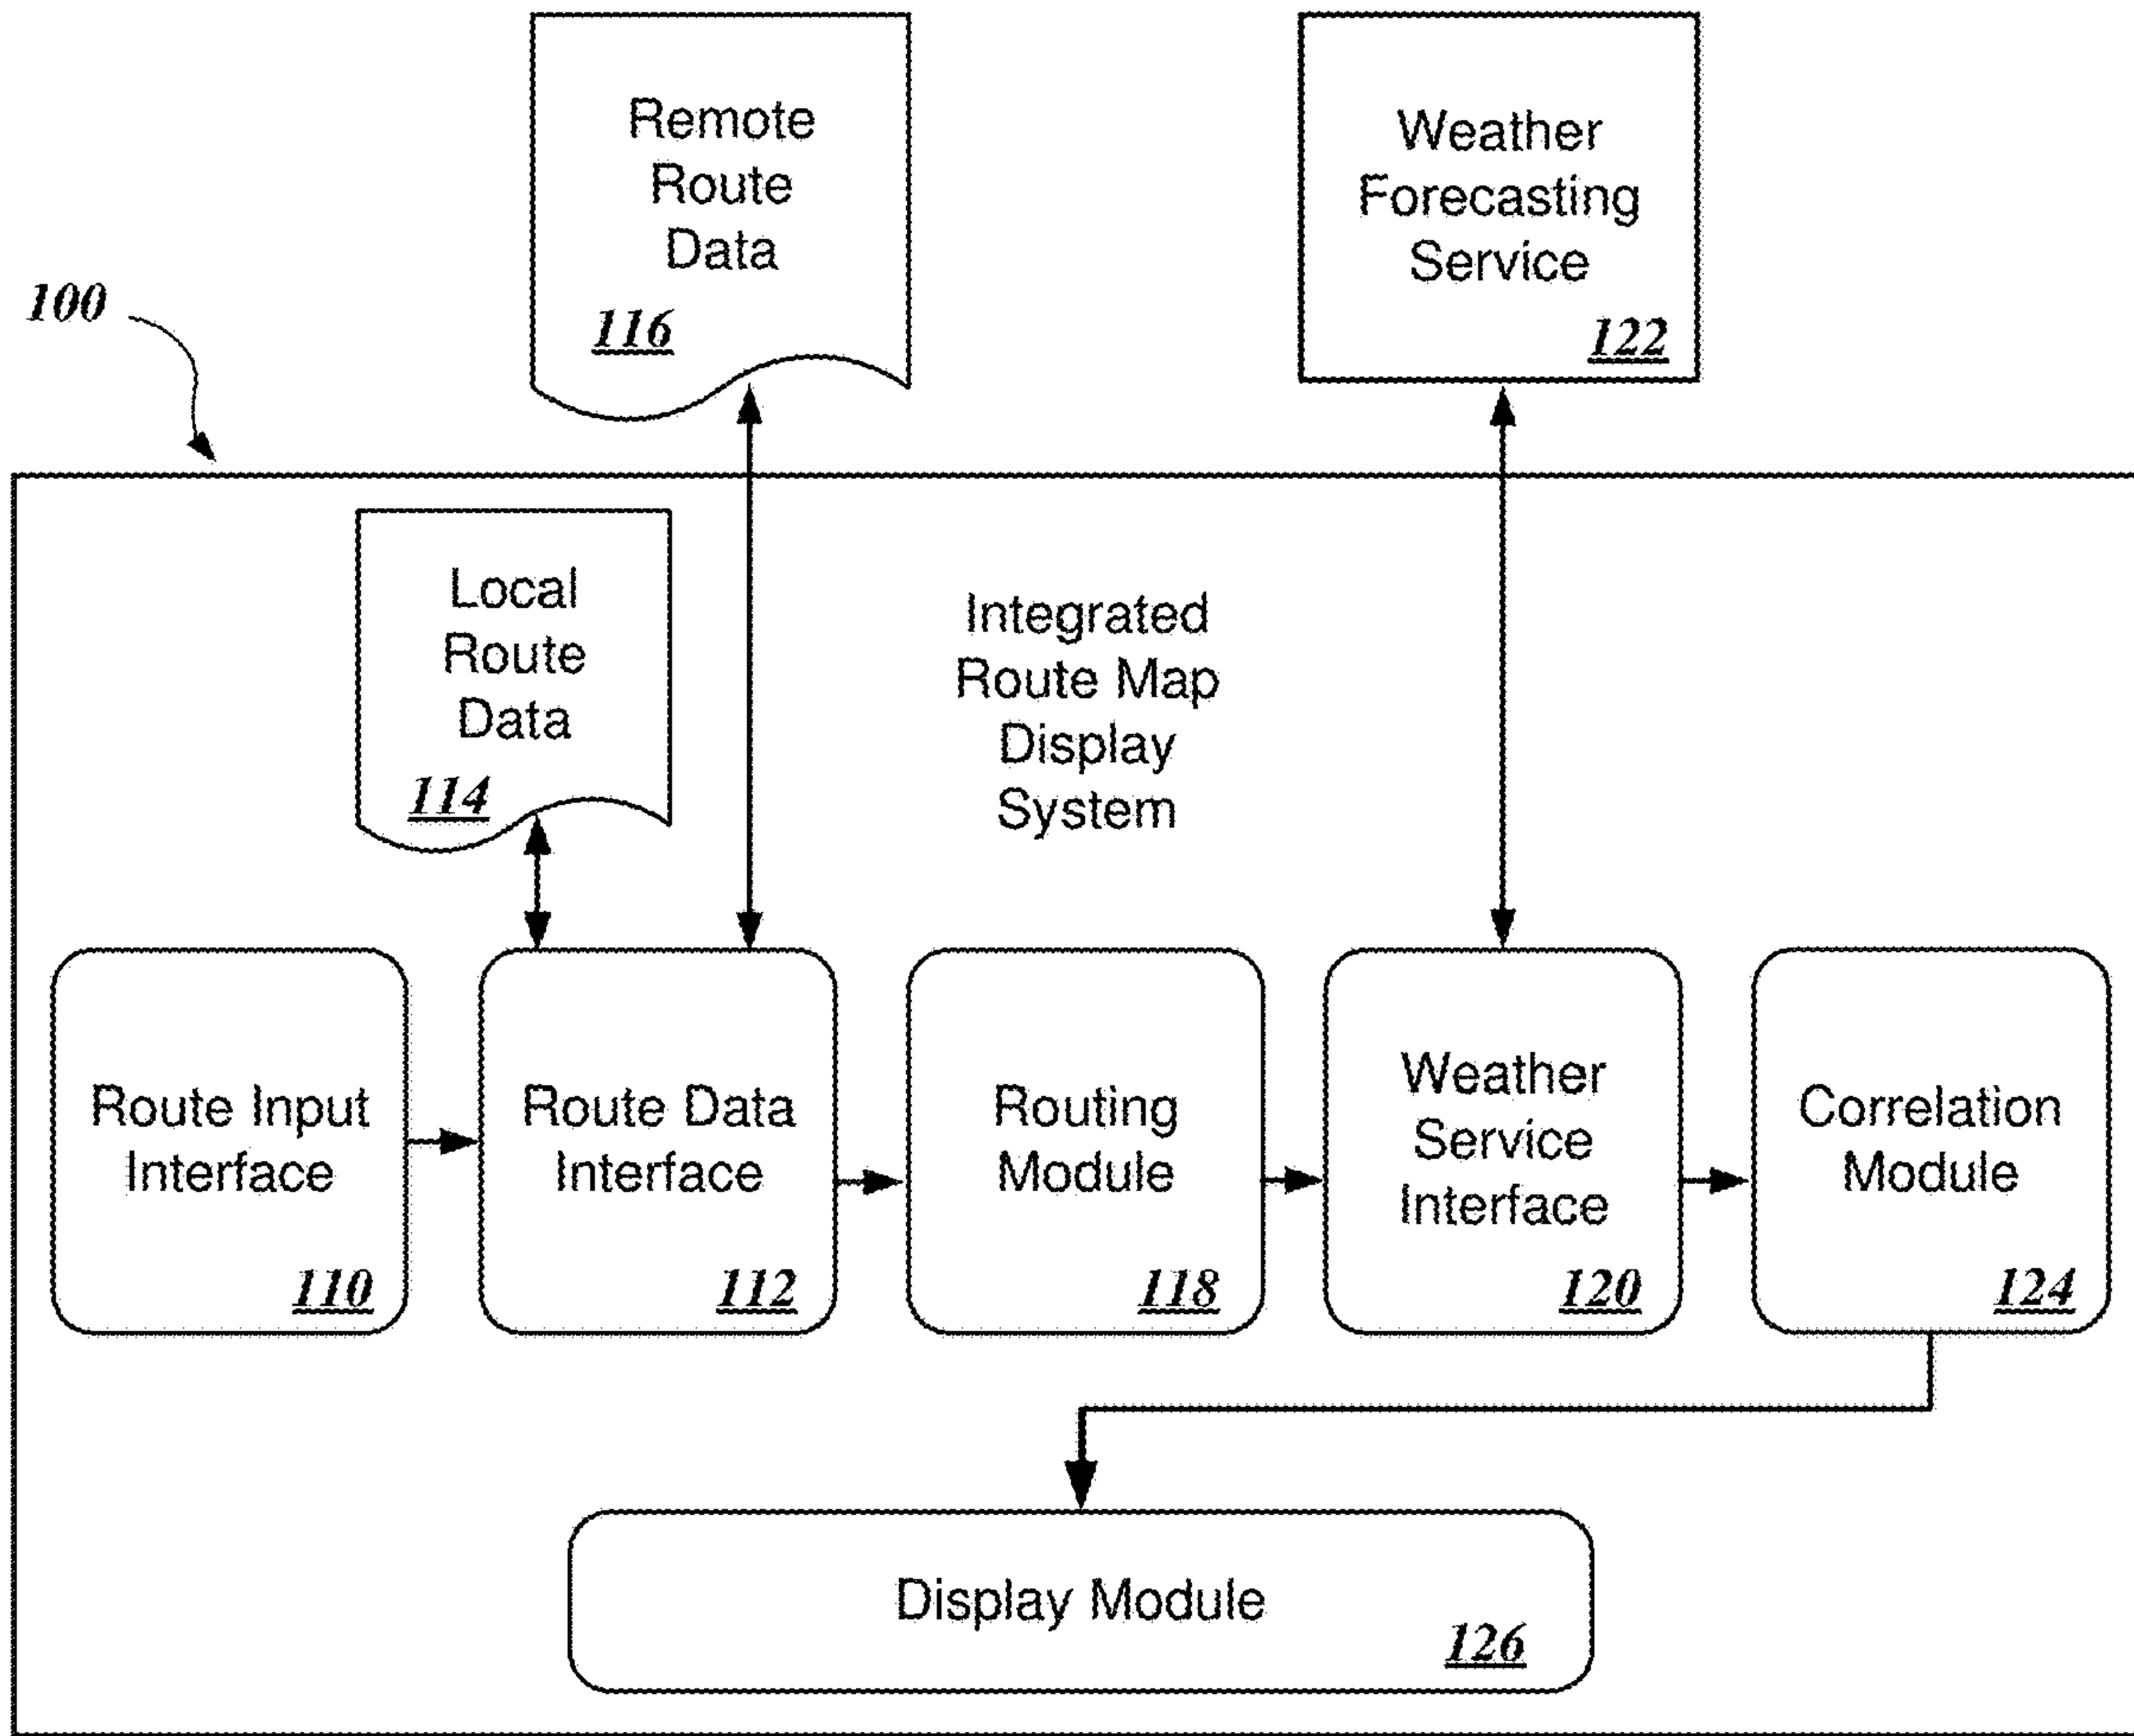 Remote
Route
Data
116
Weather
Forecasting
Service
122
100
Local
Route
Data
114
Integrated
Route Map
Display
System
Route Input
Interface
110
Route Data
Interface
112
Routing
Module
118
Weather
Service
Interface
120
Correlation
Module
124
Display Module
126